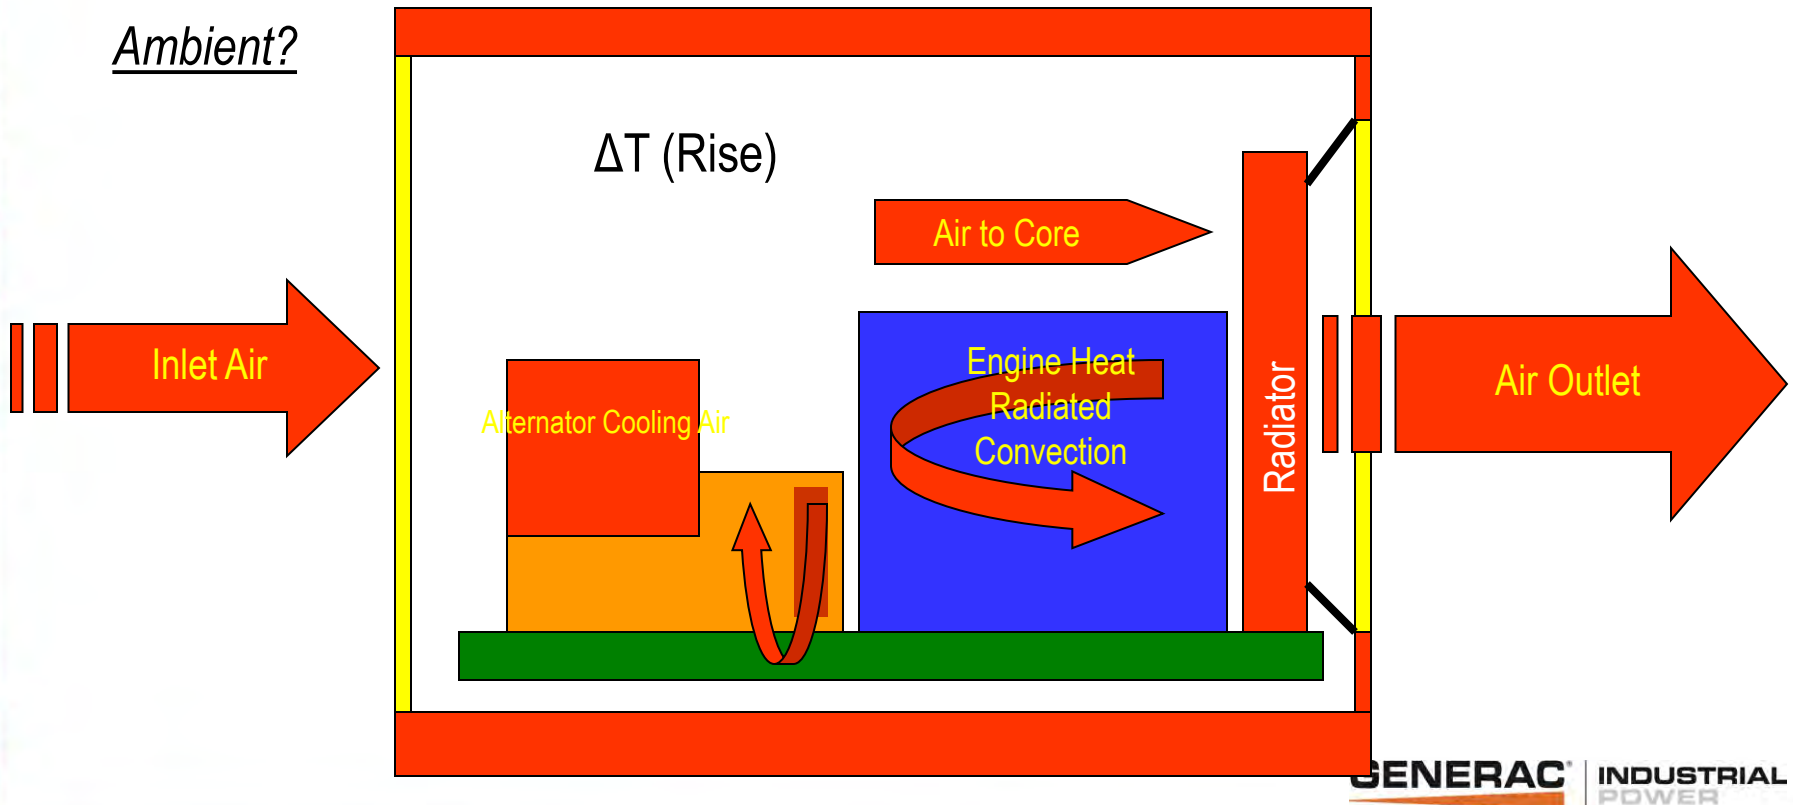 Ambient?
ΔT (Rise)
Air to Core
Inlet Air
Engine Heat
Radiated
Convection
Alternator Cooling Air
Radiator
Air Outlet
GENERAC® | INDUSTRIAL
POWER